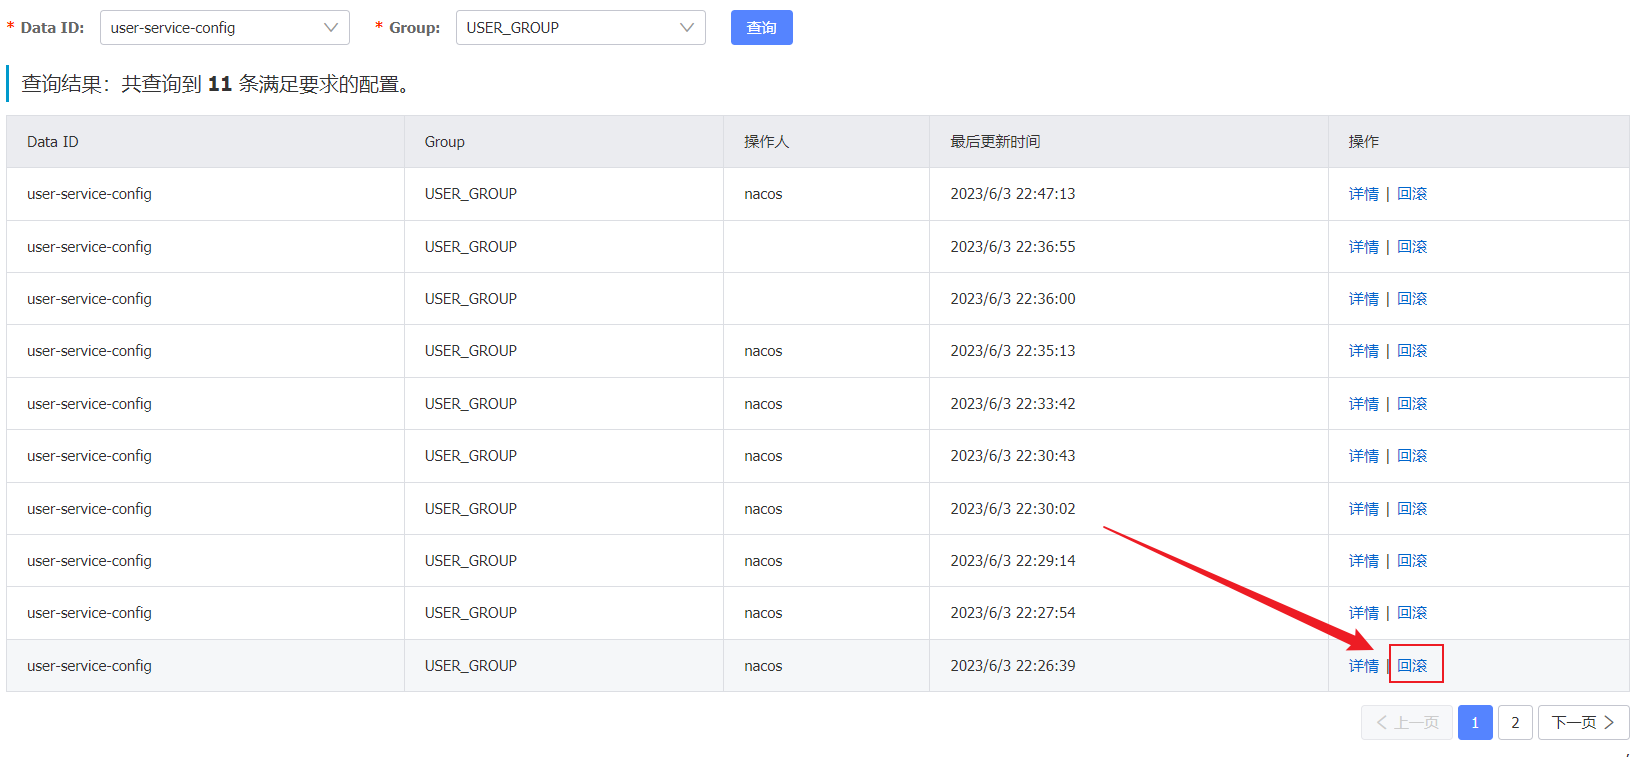 * Data ID: user-service-config * Group: USER_GROUP 查询
查询结果：共查询到 11 条满足要求的配置。
Data ID Group 操作人 最后更新时间 操作
user-service-config USER_GROUP nacos 2023/6/3 22:47:13 详情 | 回滚
user-service-config USER_GROUP 2023/6/3 22:36:55 详情 | 回滚
user-service-config USER_GROUP 2023/6/3 22:36:00 详情 | 回滚
user-service-config USER_GROUP nacos 2023/6/3 22:35:13 详情 | 回滚
user-service-config USER_GROUP nacos 2023/6/3 22:33:42 详情 | 回滚
user-service-config USER_GROUP nacos 2023/6/3 22:30:43 详情 | 回滚
user-service-config USER_GROUP nacos 2023/6/3 22:30:02 详情 | 回滚
user-service-config USER_GROUP nacos 2023/6/3 22:29:14 详情 | 回滚
user-service-config USER_GROUP nacos 2023/6/3 22:27:54 详情 | 回滚
user-service-config USER_GROUP nacos 2023/6/3 22:26:39 详情 | 回滚
上一页 1 2 下一页